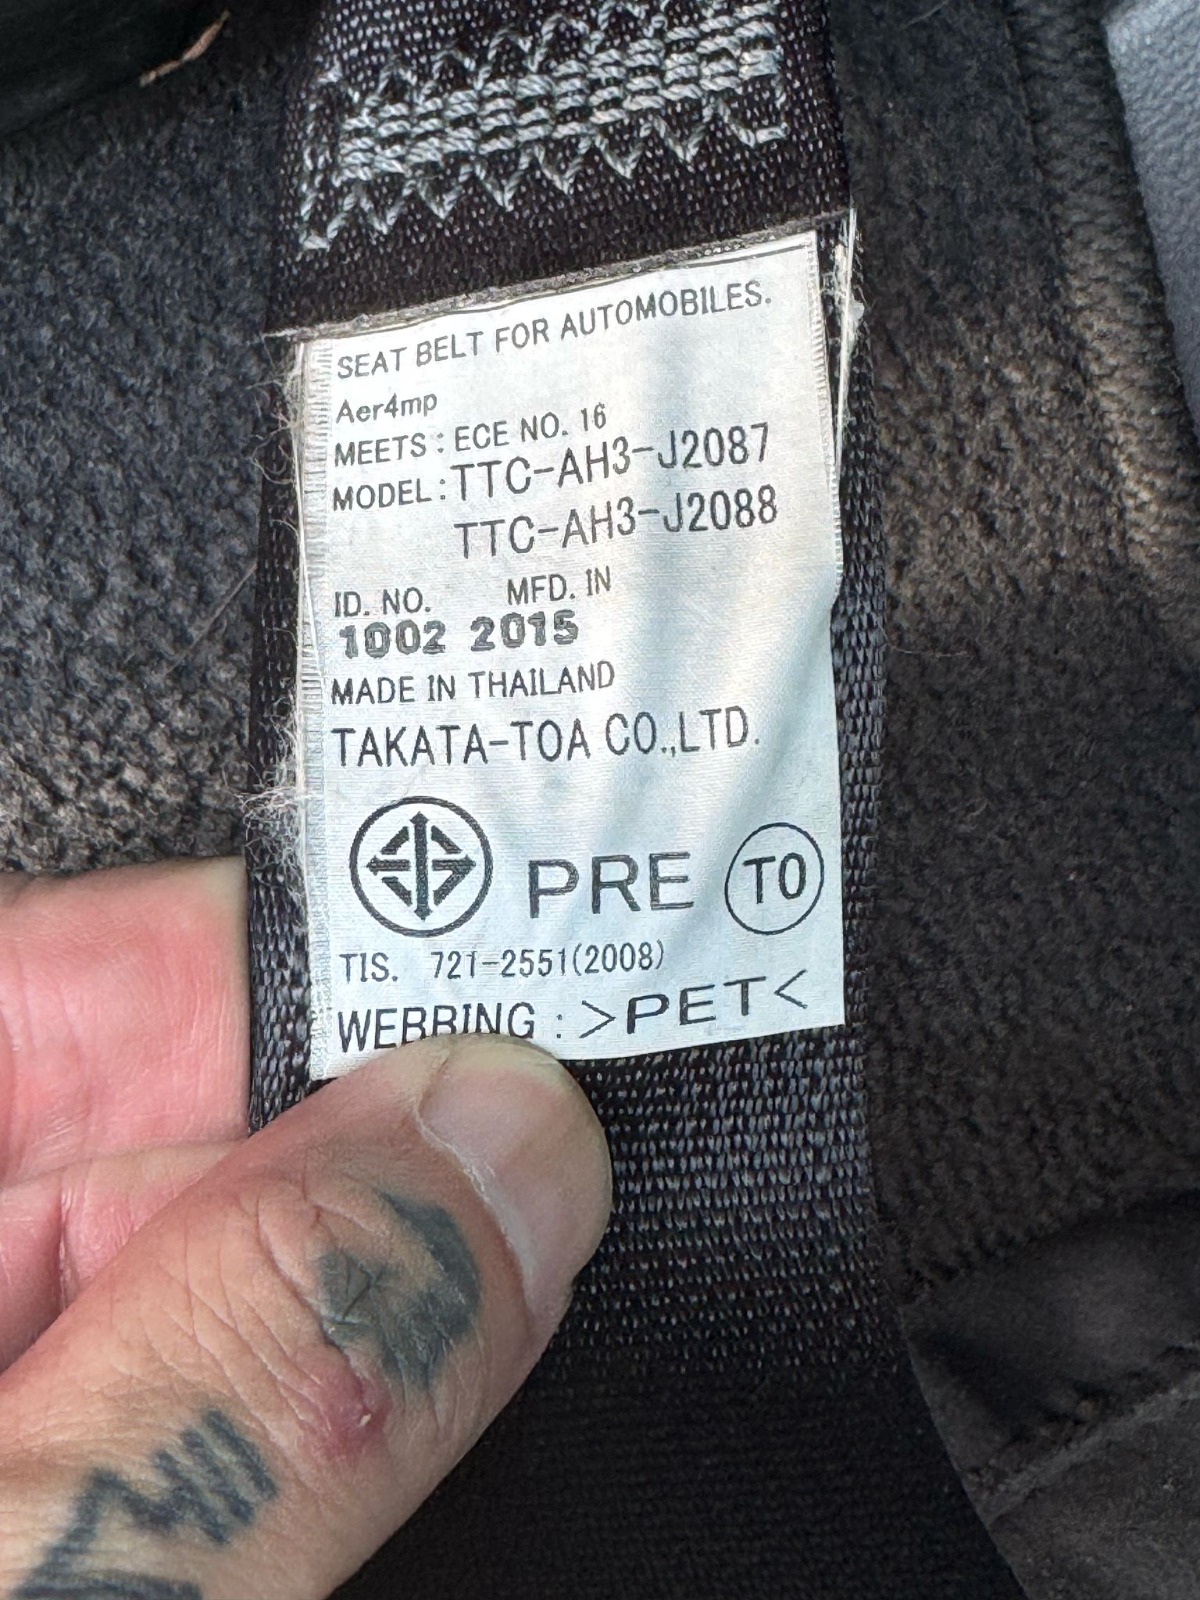 SEAT BELT FOR AUTOMOBILES.
Aer4mp
MEETS : ECE NO. 16
MODEL : TTC-AH3-J2087
TTC-AH3-J2088
ID. NO. MFD. IN
1002 2015
MADE IN THAILAND
TAKATA-TOA CO.,LTD.
PRE TO
TIS. 721-2551(2008)
WEBBING : >PET<